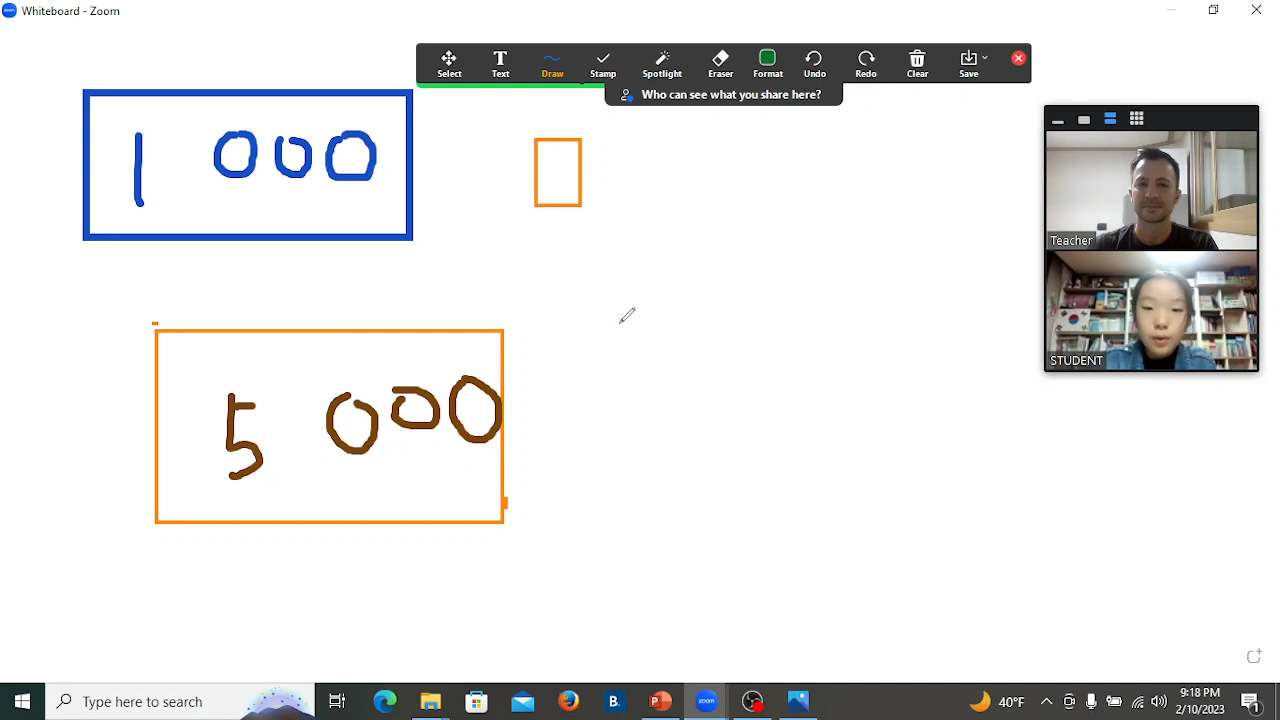 Whiteboard - Zoom
Select Text Draw Stamp Spotlight Eraser Format Undo Redo Clear Save
Who can see what you share here?
1 000
Teacher
STUDENT
5 000
Type here to search
40°F
9:18 PM
2/10/2023